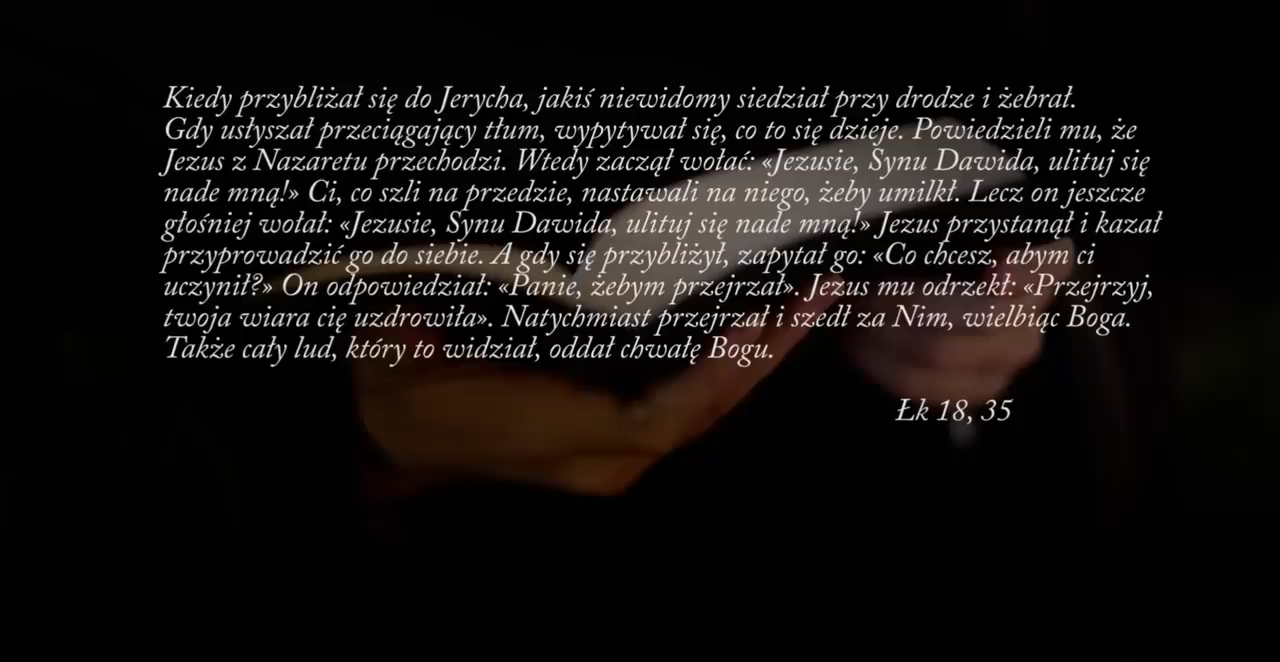 Kiedy przybliżał się do Jerycha, jakiś niewidomy siedział przy drodze i żebrał.
Gdy usłyszał przeciągający tłum, wypytywał się, co to się dzieje. Powiedzieli mu, że
Jezus z Nazaretu przechodzi. Wtedy zaczął wołać: «Jezusie, Synu Dawida, ulituj się
nade mną!» Ci, co szli na przedzie, nastawali na niego, żeby umilkł. Lecz on jeszcze
głośniej wołał: «Jezusie, Synu Dawida, ulituj się nade mną!» Jezus przystanął i kazał
przyprowadzić go do siebie. A gdy się przybliżył, zapytał go: «Co chcesz, abym ci
uczynił?» On odpowiedział: «Panie, żebym przejrzał». Jezus mu odrzekł: «Przejrzyj,
twoja wiara cię uzdrowiła». Natychmiast przejrzał i szedł za Nim, wielbiąc Boga.
Także cały lud, który to widział, oddał chwałę Bogu.
Łk 18, 35